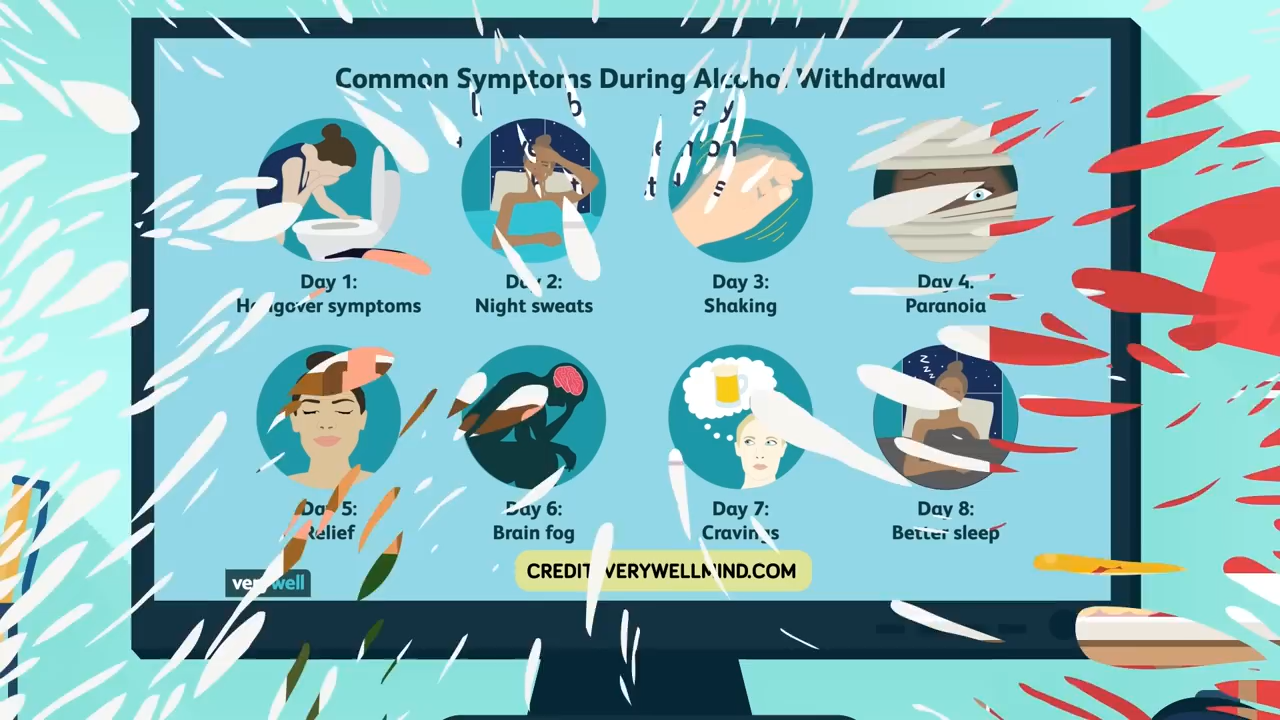 Common Symptoms During Alcohol Withdrawal
Day 1:
Hangover symptoms
Day 2:
Night sweats
Day 3:
Shaking
Day 4:
Paranoia
Day 5:
Relief
Day 6:
Brain fog
Day 7:
Cravings
Day 8:
Better sleep
CREDIT: VERYWELLMIND.COM
verywell